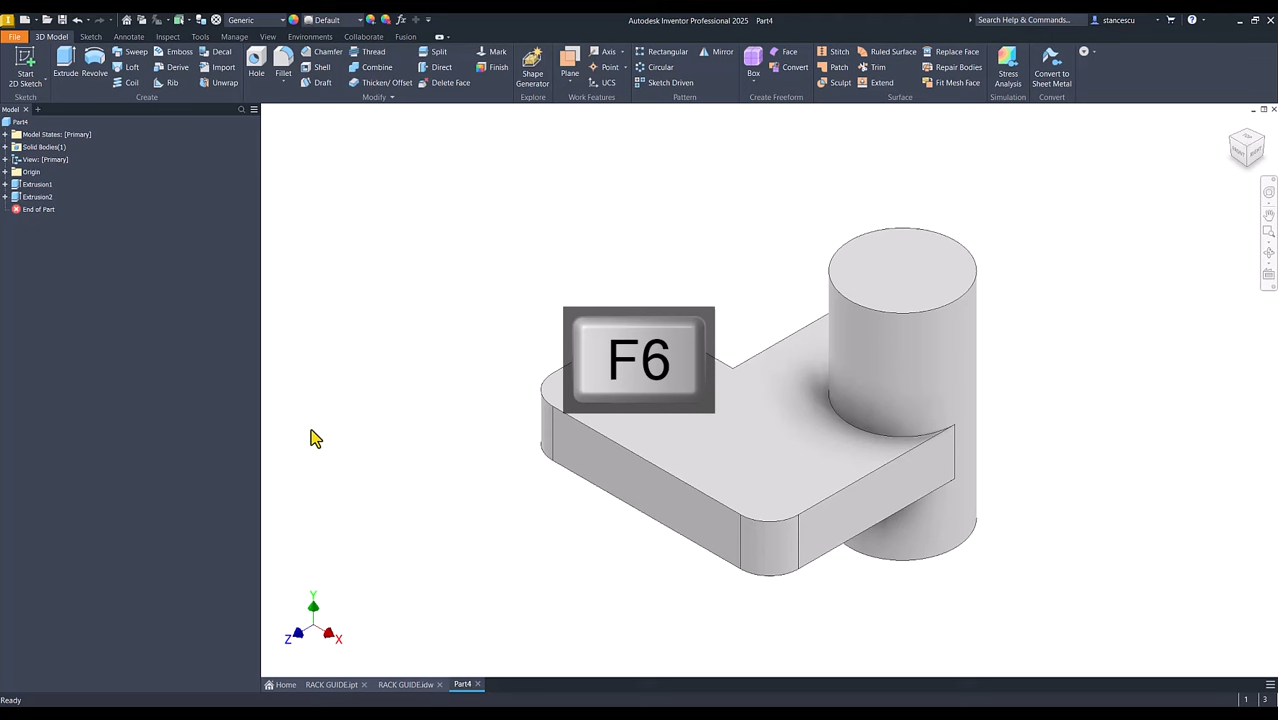 Generic
Default
Autodesk Inventor Professional 2025 Part4
Search Help & Commands...
stancescu
File
3D Model
Sketch
Annotate
Inspect
Tools
Manage
View
Environments
Collaborate
Fusion
Start
2D Sketch
Sketch
Extrude
Revolve
Sweep
Loft
Coil
Emboss
Derive
Rib
Decal
Import
Unwrap
Create
Hole
Fillet
Chamfer
Shell
Draft
Thread
Combine
Thicken/ Offset
Split
Direct
Delete Face
Modify
Mark
Finish
Shape
Generator
Explore
Plane
Axis
Point
UCS
Work Features
Rectangular
Circular
Sketch Driven
Mirror
Pattern
Box
Face
Convert
Create Freeform
Stitch
Patch
Sculpt
Ruled Surface
Trim
Extend
Replace Face
Repair Bodies
Fit Mesh Face
Surface
Stress
Analysis
Simulation
Convert to
Sheet Metal
Convert
Model
Part4
Model States: [Primary]
Solid Bodies(1)
View: [Primary]
Origin
Extrusion1
Extrusion2
End of Part
TOP
FRONT
RIGHT
F6
Y
Z
X
Home
RACK GUIDE.ipt
RACK GUIDE.idw
Part4
Ready
1
3